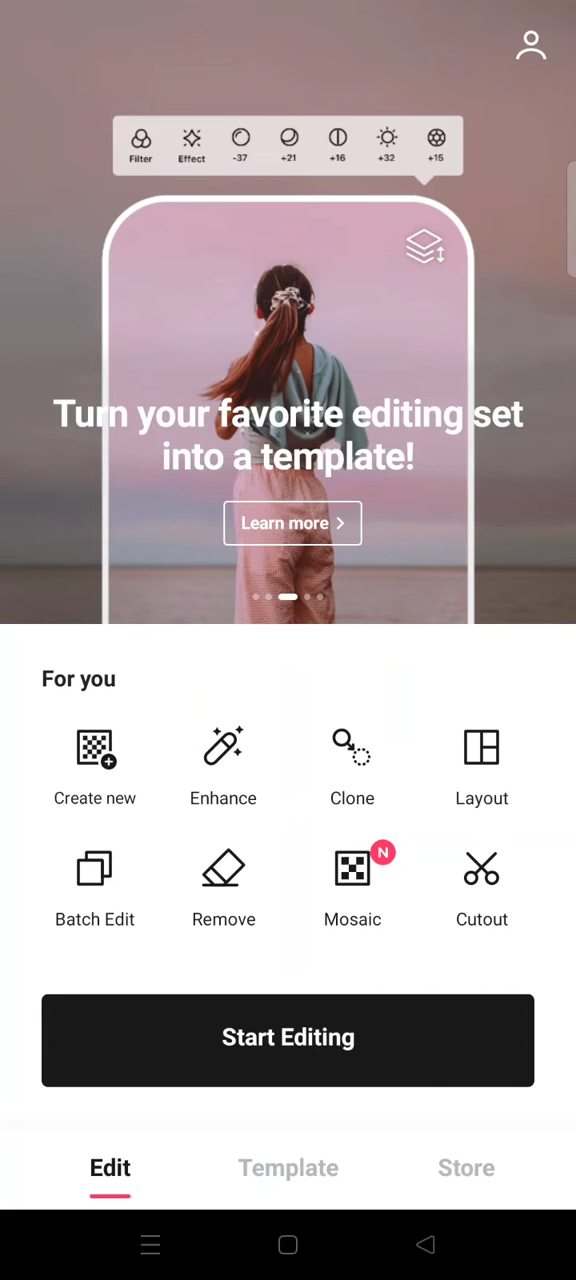 Filter Effect -37 +21 +16 +32 +15
Turn your favorite editing set
into a template!
Learn more >
For you
Create new Enhance Clone Layout
N
Batch Edit Remove Mosaic Cutout
Start Editing
Edit Template Store